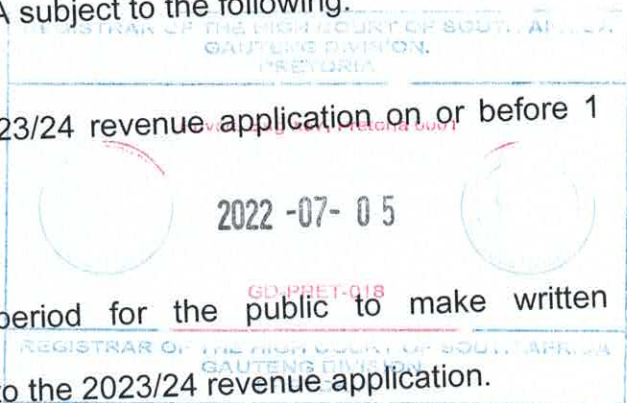 A subject to the following:
REGISTRAR OF THE HIGH COURT OF SOUTH AFRICA
GAUTENG DIVISION,
PRETORIA
23/24 revenue application on or before 1
Pretoria 0001
2022 -07- 05
GD-PRET-018
period for the public to make written
REGISTRAR OF THE HIGH COURT OF SOUTH AFRICA
GAUTENG DIVISION
to the 2023/24 revenue application.